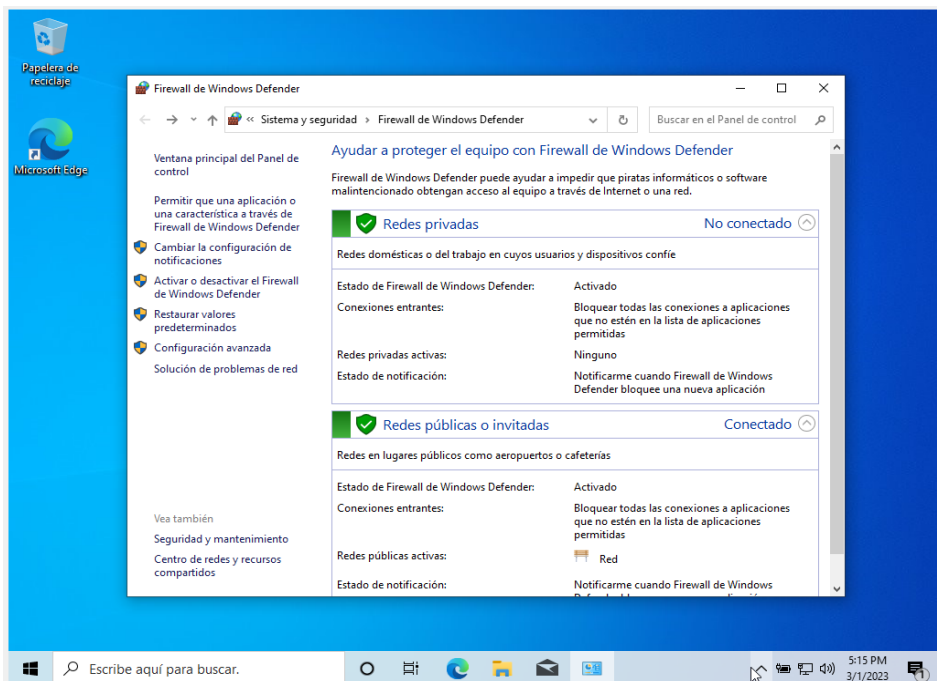 Papelera de
reciclaje
Microsoft Edge
Firewall de Windows Defender
« Sistema y seguridad › Firewall de Windows Defender
Buscar en el Panel de control
Ventana principal del Panel de
control
Permitir que una aplicación o
una característica a través de
Firewall de Windows Defender
Cambiar la configuración de
notificaciones
Activar o desactivar el Firewall
de Windows Defender
Restaurar valores
predeterminados
Configuración avanzada
Solución de problemas de red
Vea también
Seguridad y mantenimiento
Centro de redes y recursos
compartidos
Ayudar a proteger el equipo con Firewall de Windows Defender
Firewall de Windows Defender puede ayudar a impedir que piratas informáticos o software
malintencionado obtengan acceso al equipo a través de Internet o una red.
Redes privadas No conectado
Redes domésticas o del trabajo en cuyos usuarios y dispositivos confíe
Estado de Firewall de Windows Defender: Activado
Conexiones entrantes: Bloquear todas las conexiones a aplicaciones
que no estén en la lista de aplicaciones
permitidas
Redes privadas activas: Ninguno
Estado de notificación: Notificarme cuando Firewall de Windows
Defender bloquee una nueva aplicación
Redes públicas o invitadas Conectado
Redes en lugares públicos como aeropuertos o cafeterías
Estado de Firewall de Windows Defender: Activado
Conexiones entrantes: Bloquear todas las conexiones a aplicaciones
que no estén en la lista de aplicaciones
permitidas
Redes públicas activas: Red
Estado de notificación: Notificarme cuando Firewall de Windows
Escribe aquí para buscar.
5:15 PM
3/1/2023
1